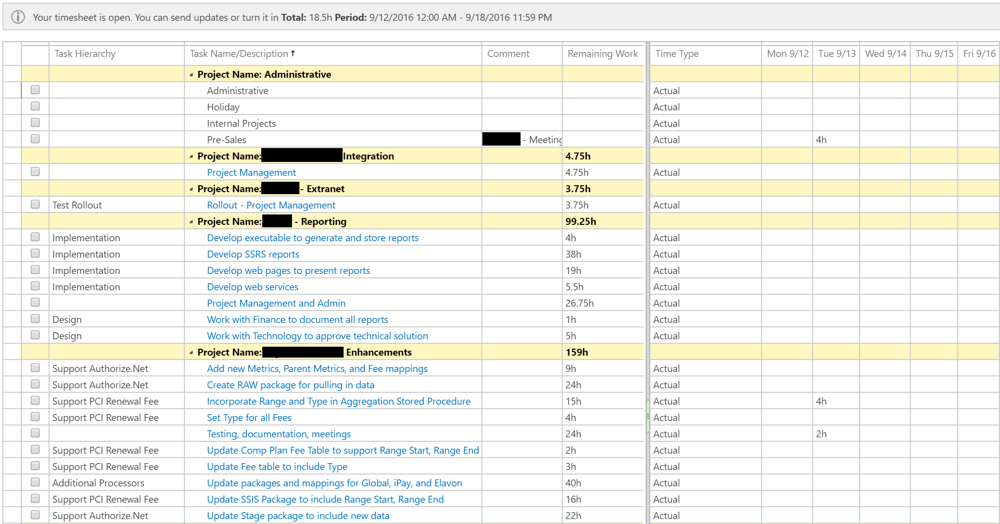 Your timesheet is open. You can send updates or turn it in Total: 18.5h Period: 9/12/2016 12:00 AM - 9/18/2016 11:59 PM
Task Hierarchy Task Name/Description ↑ Comment Remaining Work Time Type Mon 9/12 Tue 9/13 Wed 9/14 Thu 9/15 Fri 9/16
Project Name: Administrative
Administrative Actual
Holiday Actual
Internal Projects Actual
Pre-Sales - Meeting Actual 4h
Project Name: Integration 4.75h
Project Management 4.75h Actual
Project Name: - Extranet 3.75h
Test Rollout Rollout - Project Management 3.75h Actual
Project Name: - Reporting 99.25h
Implementation Develop executable to generate and store reports 4h Actual
Implementation Develop SSRS reports 38h Actual
Implementation Develop web pages to present reports 19h Actual
Implementation Develop web services 5.5h Actual
Project Management and Admin 26.75h Actual
Design Work with Finance to document all reports 1h Actual
Design Work with Technology to approve technical solution 5h Actual
Project Name: Enhancements 159h
Support Authorize.Net Add new Metrics, Parent Metrics, and Fee mappings 9h Actual
Support Authorize.Net Create RAW package for pulling in data 24h Actual
Support PCI Renewal Fee Incorporate Range and Type in Aggregation Stored Procedure 15h Actual 4h
Support PCI Renewal Fee Set Type for all Fees 4h Actual
Testing, documentation, meetings 24h Actual 2h
Support PCI Renewal Fee Update Comp Plan Fee Table to support Range Start, Range End 2h Actual
Support PCI Renewal Fee Update Fee table to include Type 3h Actual
Additional Processors Update packages and mappings for Global, iPay, and Elavon 40h Actual
Support PCI Renewal Fee Update SSIS Package to include Range Start, Range End 16h Actual
Support Authorize.Net Update Stage package to include new data 22h Actual